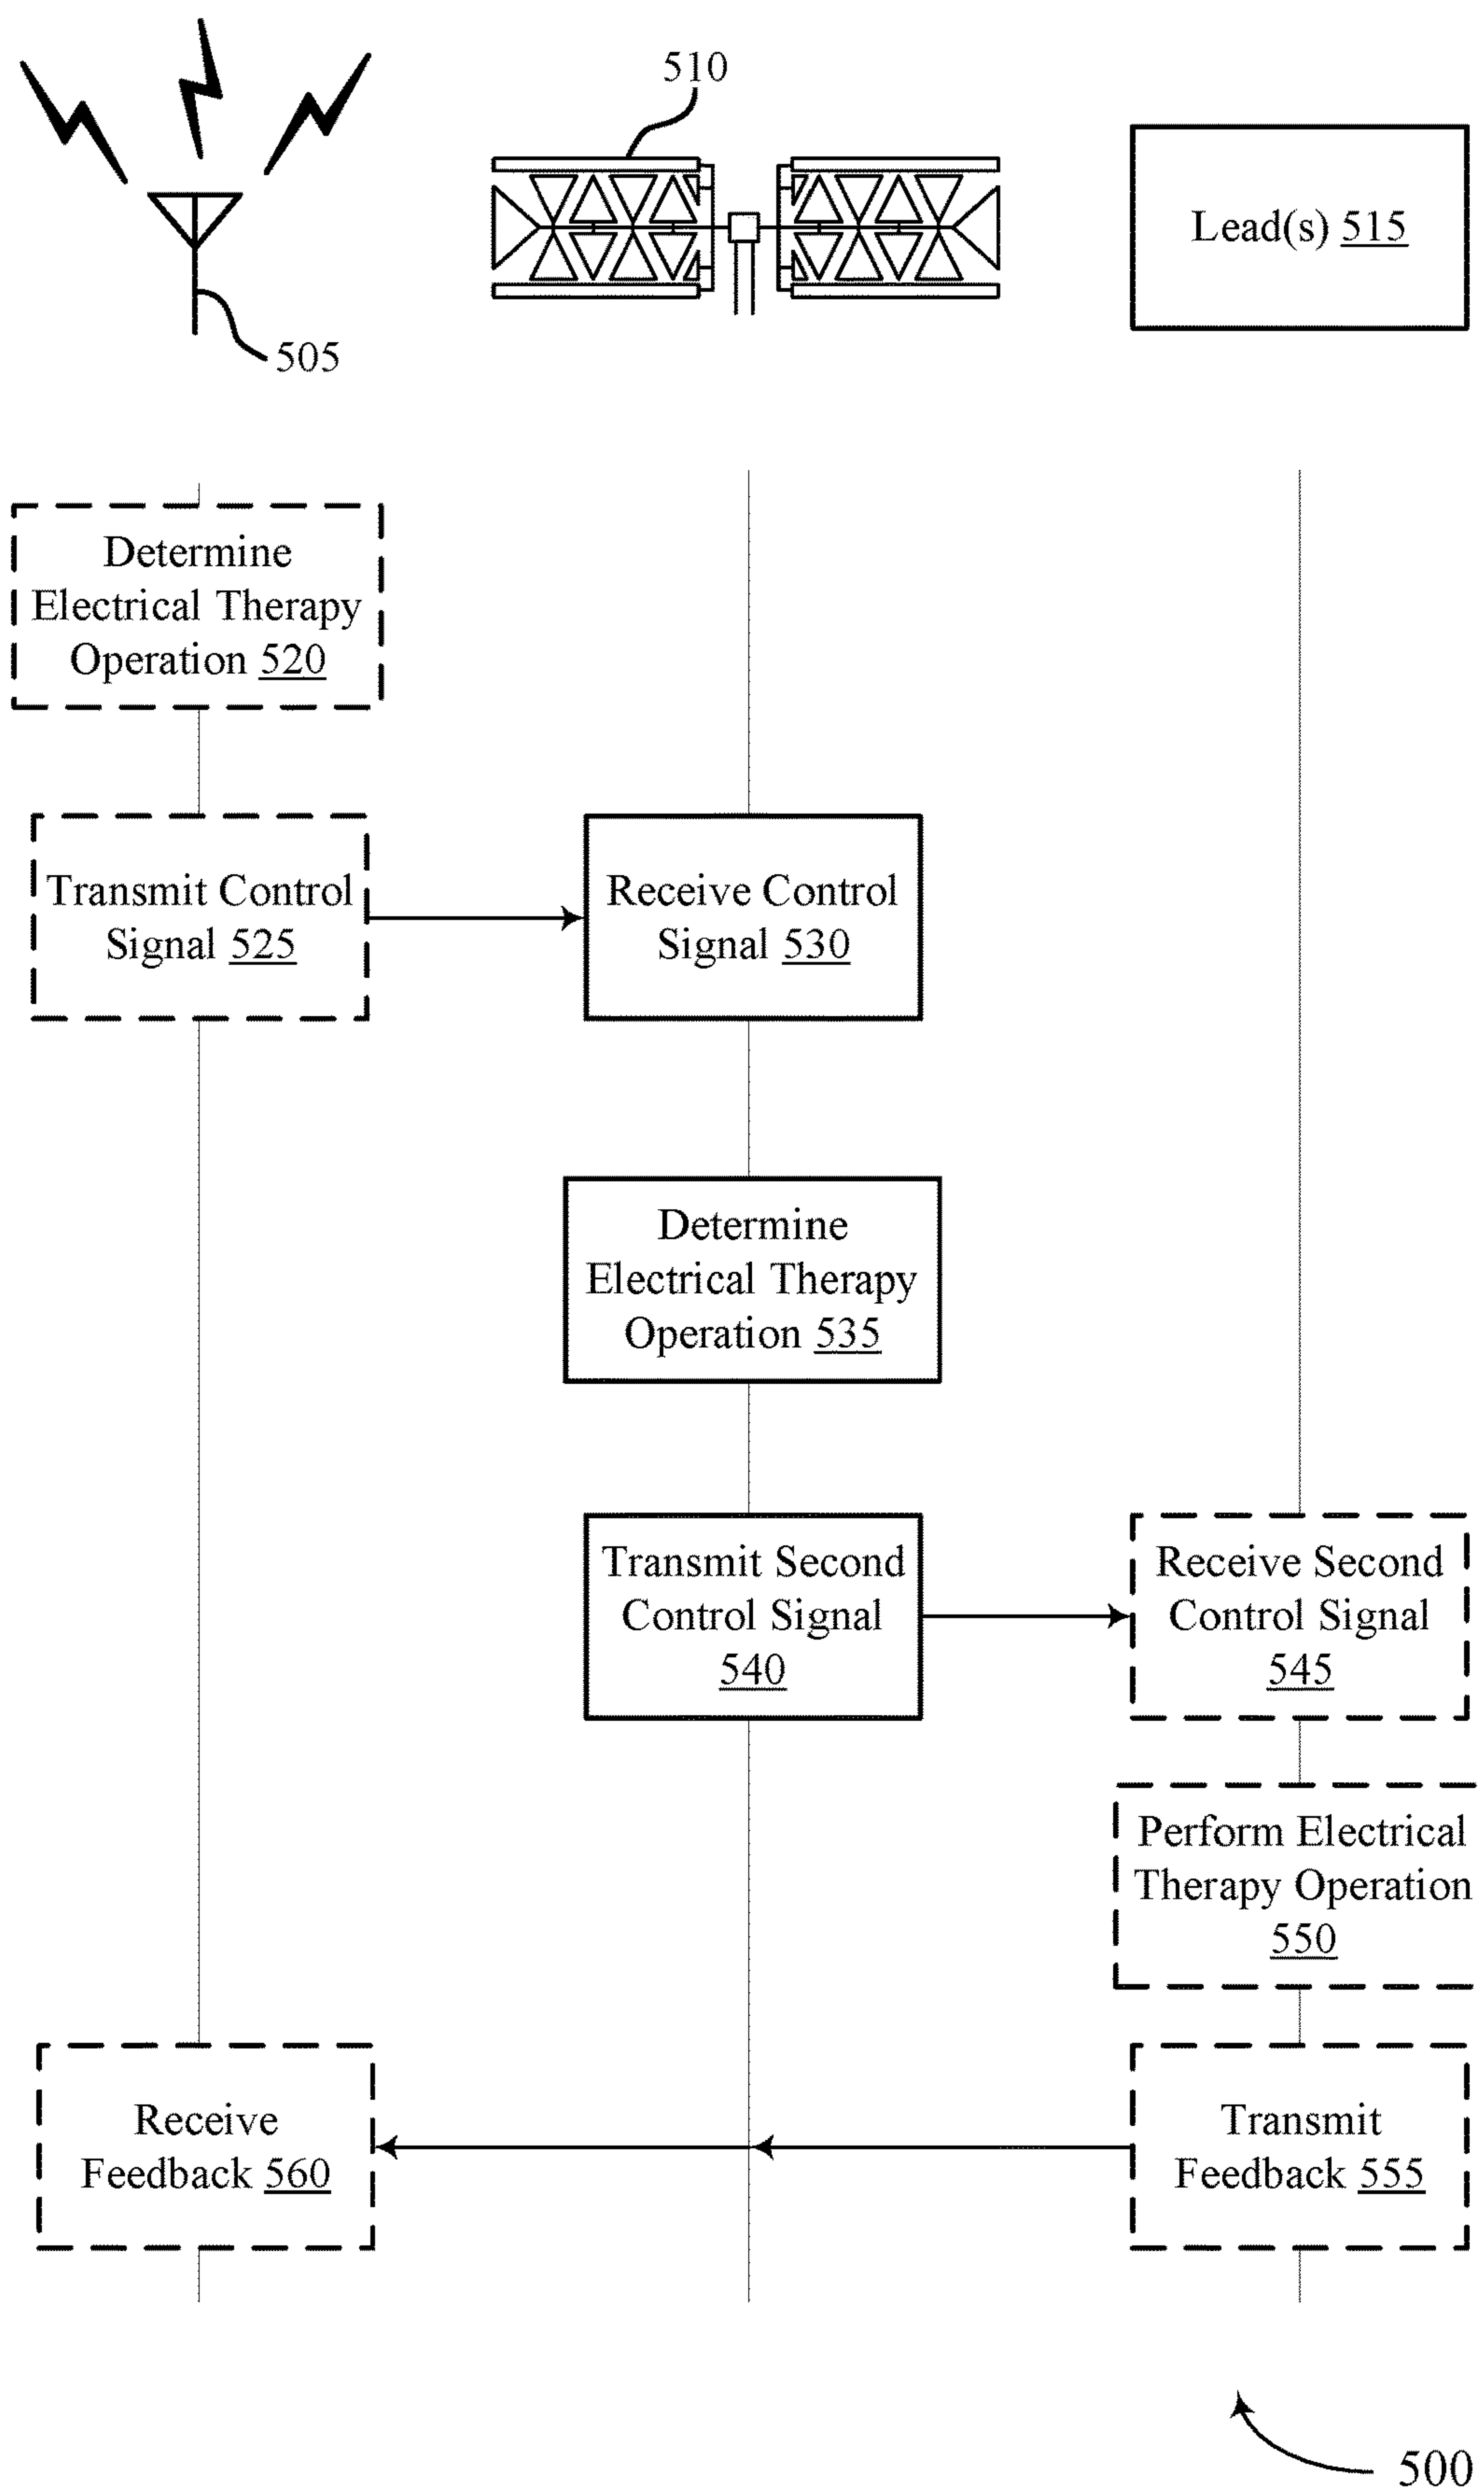 510
Lead(s) 515
505
Determine
Electrical Therapy
Operation 520
Transmit Control
Signal 525
Receive Control
Signal 530
Determine
Electrical Therapy
Operation 535
Transmit Second
Control Signal
540
Receive Second
Control Signal
545
Perform Electrical
Therapy Operation
550
Receive
Feedback 560
Transmit
Feedback 555
500